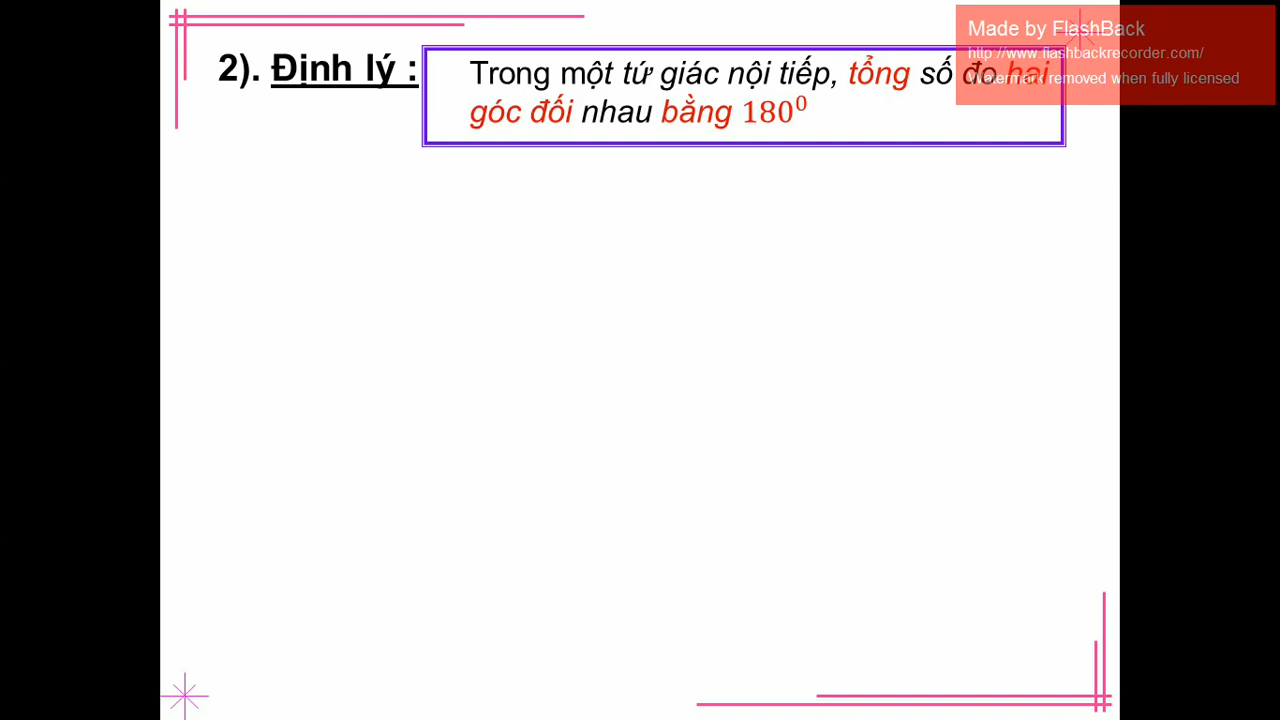 Made by FlashBack
http://www.flashbackrecorder.com/
Watermark removed when fully licensed
2). Định lý :
Trong một tứ giác nội tiếp, tổng số đo hai
góc đối nhau bằng 180⁰